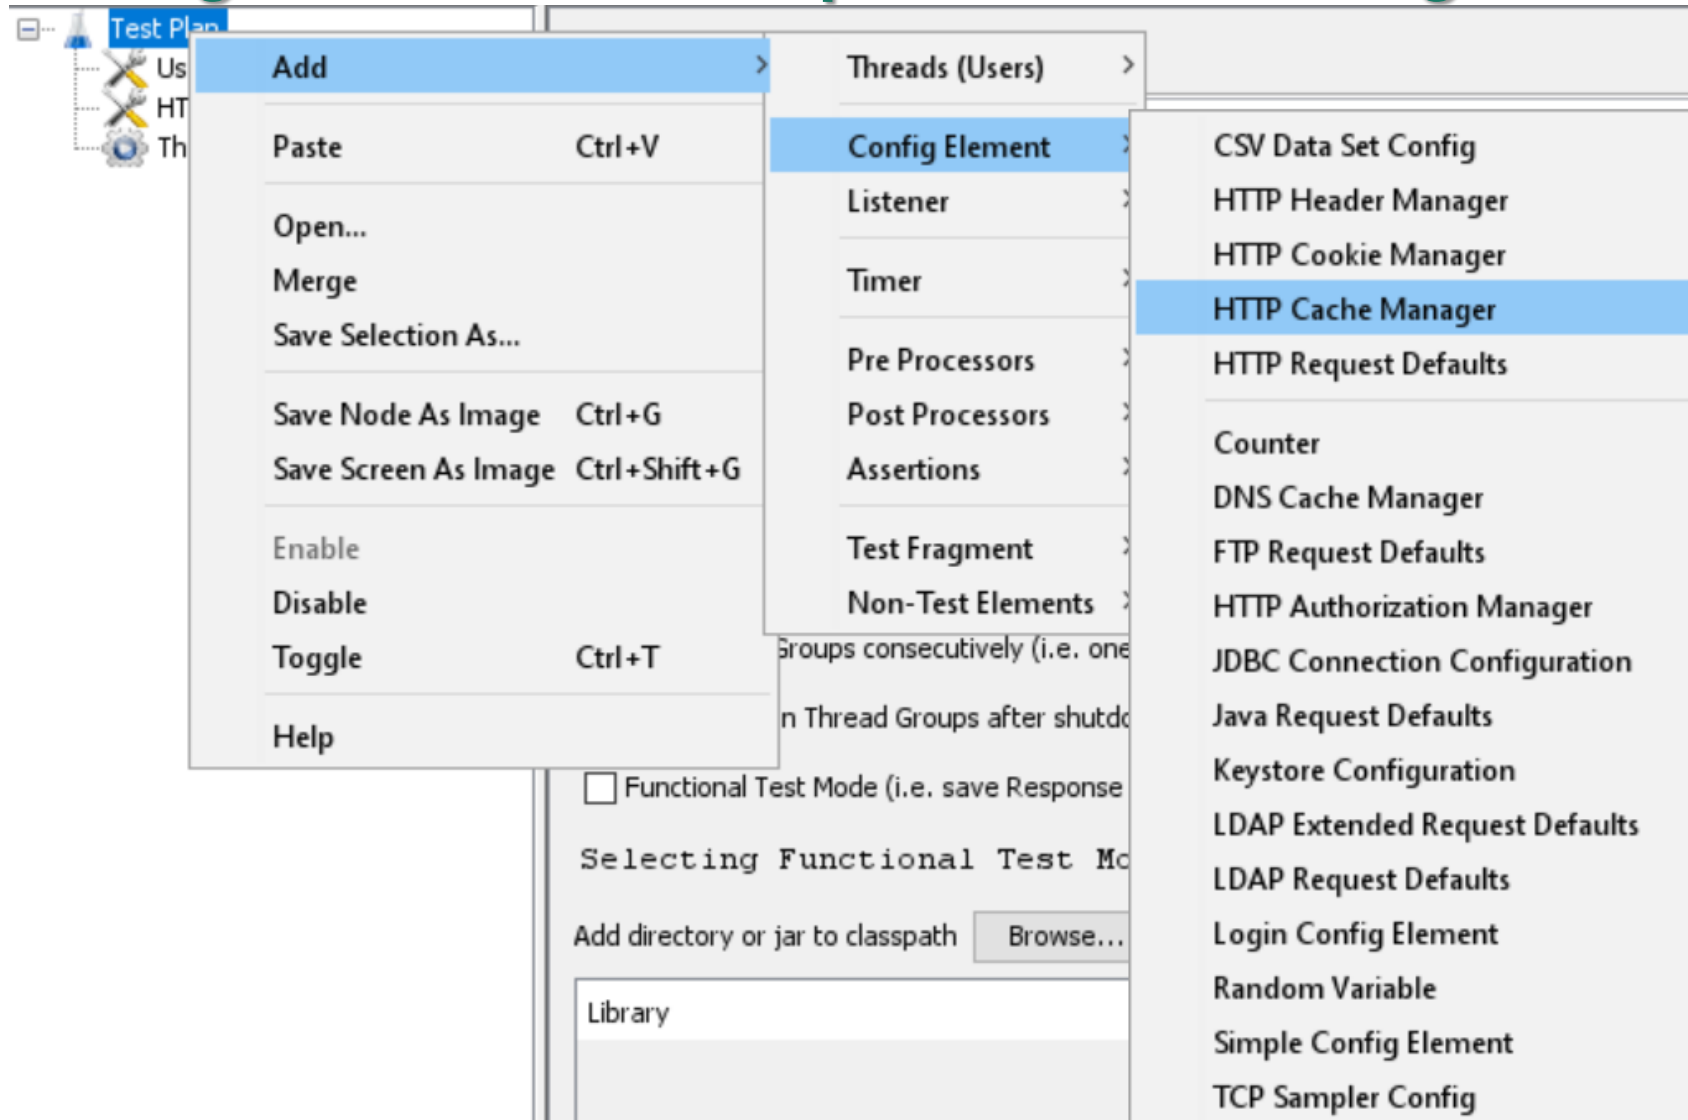 Test Plan
Us
HT
Th
Add
Paste Ctrl+V
Open...
Merge
Save Selection As...
Save Node As Image Ctrl+G
Save Screen As Image Ctrl+Shift+G
Enable
Disable
Toggle Ctrl+T
Help
Threads (Users)
Config Element
Listener
Timer
Pre Processors
Post Processors
Assertions
Test Fragment
Non-Test Elements
CSV Data Set Config
HTTP Header Manager
HTTP Cookie Manager
HTTP Cache Manager
HTTP Request Defaults
Counter
DNS Cache Manager
FTP Request Defaults
HTTP Authorization Manager
JDBC Connection Configuration
Java Request Defaults
Keystore Configuration
LDAP Extended Request Defaults
LDAP Request Defaults
Login Config Element
Random Variable
Simple Config Element
TCP Sampler Config
Groups consecutively (i.e. one
n Thread Groups after shutdo
Functional Test Mode (i.e. save Response
Selecting Functional Test Mo
Add directory or jar to classpath Browse...
Library